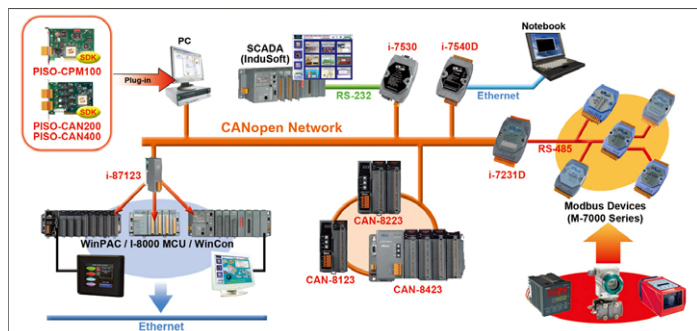 PC
SCADA
(InduSoft)
i-7530
i-7540D
Notebook
SDK
PISO-CPM100
Plug-in
RS-232
Ethernet
SDK
PISO-CAN200
PISO-CAN400
CANopen Network
RS-485
i-7231D
i-87123
CAN-8223
Modbus Devices
(M-7000 Series)
WinPAC / I-8000 MCU / WinCon
CAN-8123
CAN-8423
Ethernet